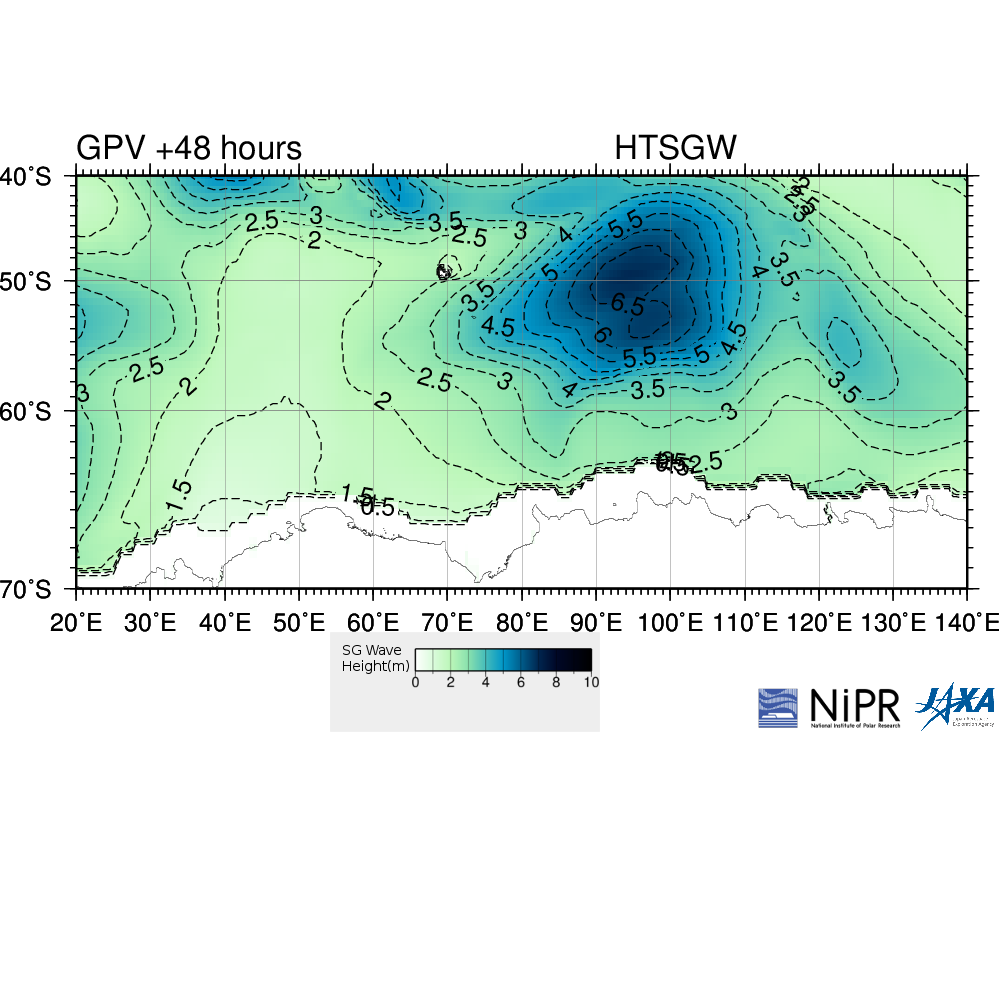 GPV +48 hours
HTSGW
40°S
50°S
60°S
70°S
20°E 30°E 40°E 50°E 60°E 70°E 80°E 90°E 100°E 110°E 120°E 130°E 140°E
2.5 3 3.5 2.5 3 4 5.5
2
5 4 3.5
3.5 6.5
4.5 6 4.5
2.5 5.5 5
3 2 2.5 3 4 3.5 3.5
2 3
2.5
1.5 1.5 0.5
SG Wave
Height(m)
0 2 4 6 8 10
NiPR
National Institute of Polar Research
JAXA
Japan Aerospace
Exploration Agency